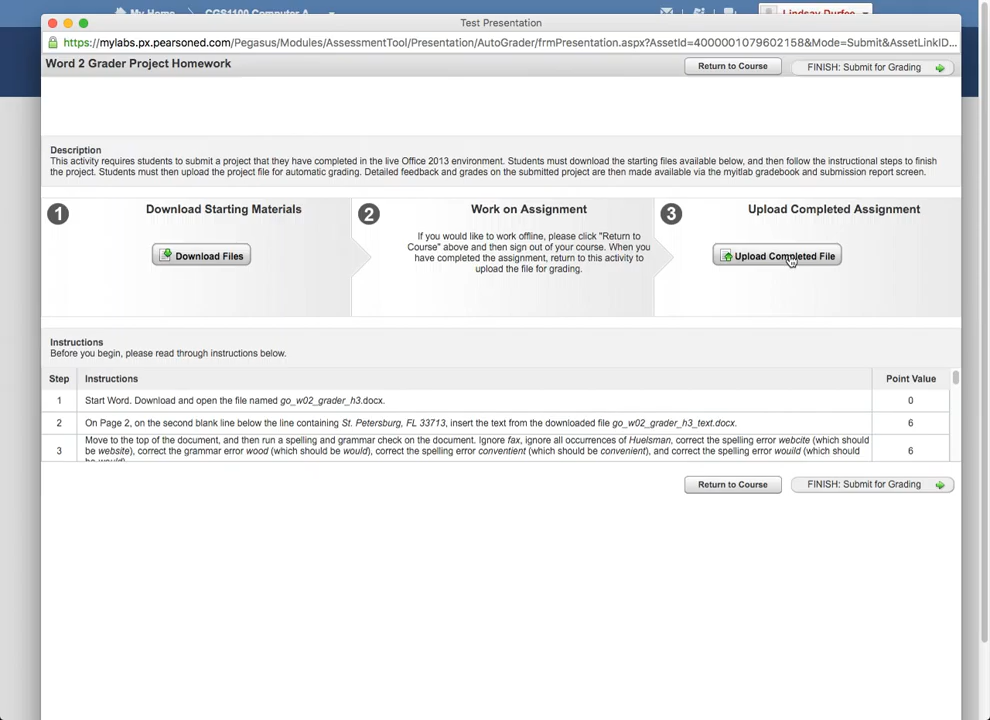 My Home
CGS1100 Computer A
Lindsay Durfee
Test Presentation
https://mylabs.px.pearsoned.com/Pegasus/Modules/AssessmentTool/Presentation/AutoGrader/frmPresentation.aspx?AssetId=4000001079602158&Mode=Submit&AssetLinkID...
Word 2 Grader Project Homework
Return to Course
FINISH: Submit for Grading
Description
This activity requires students to submit a project that they have completed in the live Office 2013 environment. Students must download the starting files available below, and then follow the instructional steps to finish
the project. Students must then upload the project file for automatic grading. Detailed feedback and grades on the submitted project are then made available via the myitlab gradebook and submission report screen.
1 Download Starting Materials
Download Files
2 Work on Assignment
If you would like to work offline, please click "Return to
Course" above and then sign out of your course. When you
have completed the assignment, return to this activity to
upload the file for grading.
3 Upload Completed Assignment
Upload Completed File
Instructions
Before you begin, please read through instructions below.
Step Instructions Point Value
1 Start Word. Download and open the file named go_w02_grader_h3.docx. 0
2 On Page 2, on the second blank line below the line containing St. Petersburg, FL 33713, insert the text from the downloaded file go_w02_grader_h3_text.docx. 6
Move to the top of the document, and then run a spelling and grammar check on the document. Ignore fax, ignore all occurrences of Huelsman, correct the spelling error webcite (which should
3 be website), correct the grammar error wood (which should be would), correct the spelling error conventient (which should be convenient), and correct the spelling error wouild (which should 6
be would).
Return to Course
FINISH: Submit for Grading